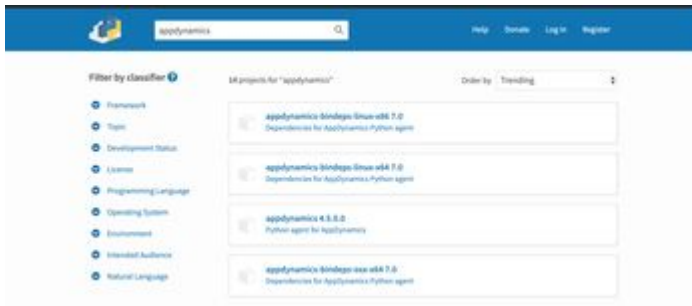 appdynamics
Help Donate Log in Register
Filter by classifier
14 projects for "appdynamics"
Order by Trending
Framework
Topic
Development Status
License
Programming Language
Operating System
Environment
Intended Audience
Natural Language
appdynamics-bindeps-linux-x86 7.0
Dependencies for AppDynamics Python agent
appdynamics-bindeps-linux-x64 7.0
Dependencies for AppDynamics Python agent
appdynamics 4.5.0.0
Python agent for AppDynamics
appdynamics-bindeps-osx-x64 7.0
Dependencies for AppDynamics Python agent